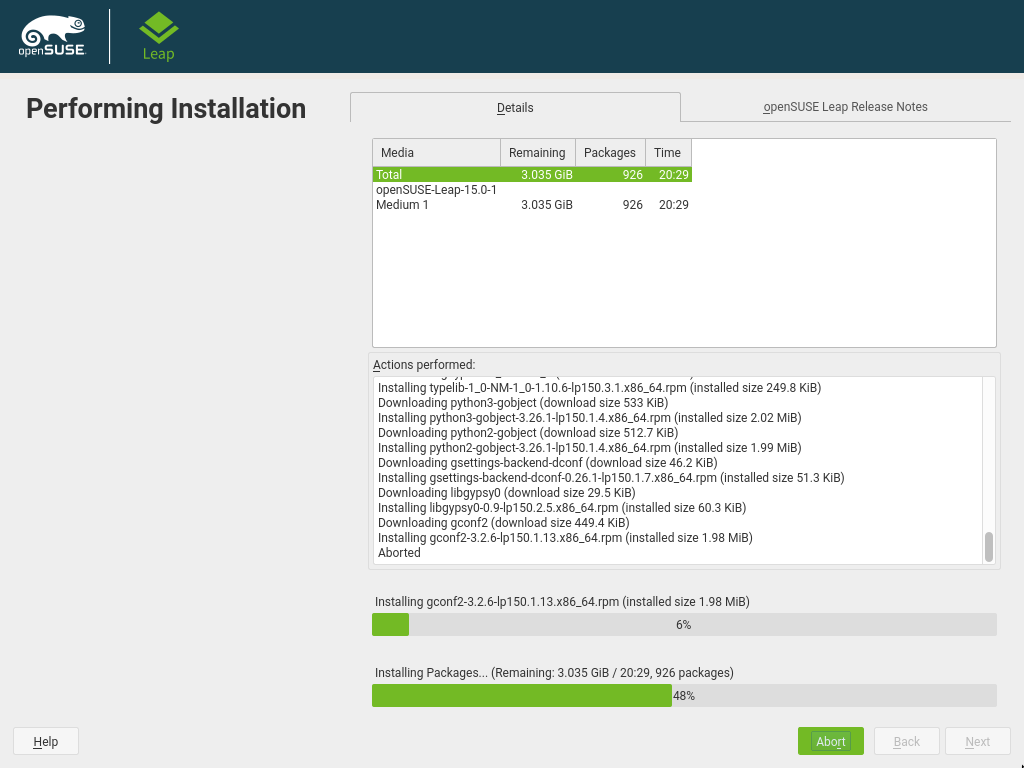 openSUSE.
Leap
Performing Installation
Details
openSUSE Leap Release Notes
Media Remaining Packages Time
Total 3.035 GiB 926 20:29
openSUSE-Leap-15.0-1
Medium 1 3.035 GiB 926 20:29
Actions performed:
Installing typelib-1_0-NM-1_0-1.10.6-lp150.3.1.x86_64.rpm (installed size 249.8 KiB)
Downloading python3-gobject (download size 533 KiB)
Installing python3-gobject-3.26.1-lp150.1.4.x86_64.rpm (installed size 2.02 MiB)
Downloading python2-gobject (download size 512.7 KiB)
Installing python2-gobject-3.26.1-lp150.1.4.x86_64.rpm (installed size 1.99 MiB)
Downloading gsettings-backend-dconf (download size 46.2 KiB)
Installing gsettings-backend-dconf-0.26.1-lp150.1.7.x86_64.rpm (installed size 51.3 KiB)
Downloading libgypsy0 (download size 29.5 KiB)
Installing libgypsy0-0.9-lp150.2.5.x86_64.rpm (installed size 60.3 KiB)
Downloading gconf2 (download size 449.4 KiB)
Installing gconf2-3.2.6-lp150.1.13.x86_64.rpm (installed size 1.98 MiB)
Aborted
Installing gconf2-3.2.6-lp150.1.13.x86_64.rpm (installed size 1.98 MiB)
6%
Installing Packages... (Remaining: 3.035 GiB / 20:29, 926 packages)
48%
Help
Abort
Back
Next